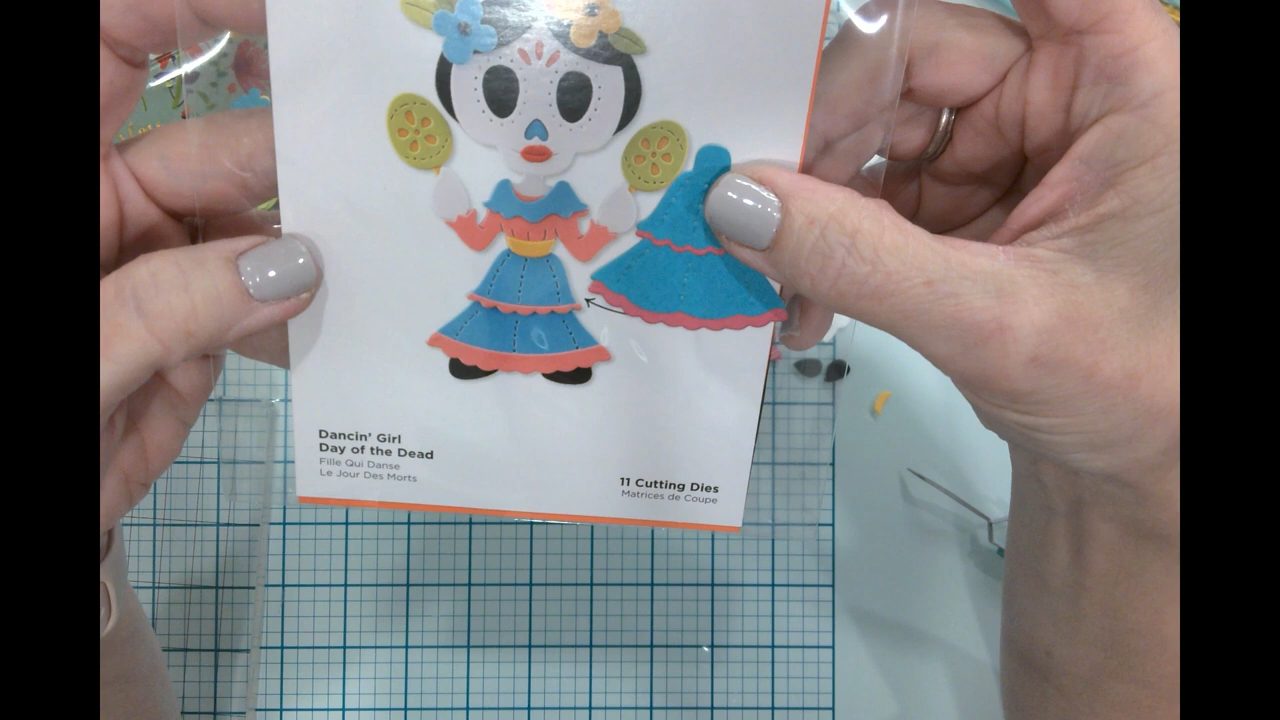 Dancin' Girl
Day of the Dead
Fille Qui Danse
Le Jour Des Morts
11 Cutting Dies
Matrices de Coupe